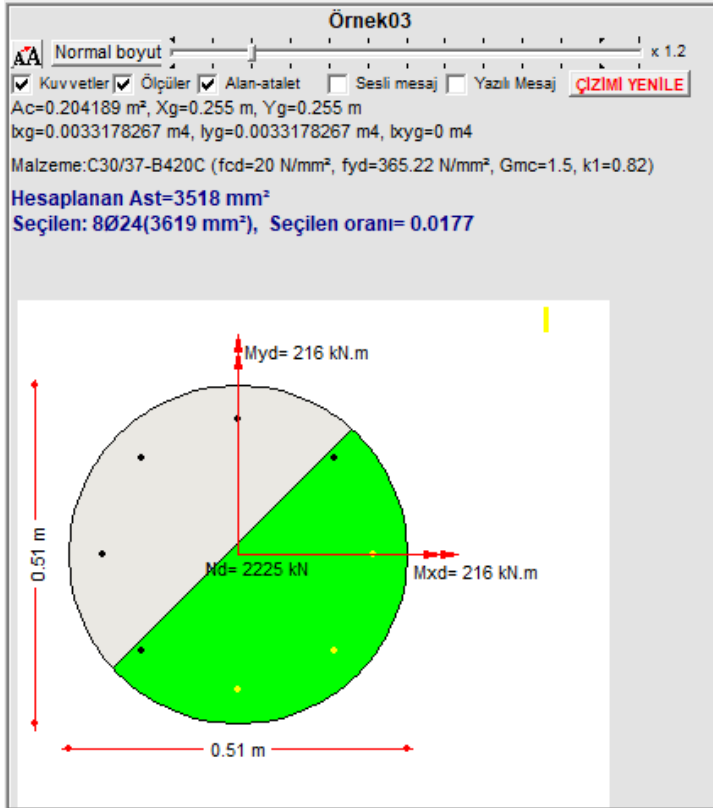 Örnek03
AA Normal boyut x 1.2
Kuvvetler Ölçüler Alan-atalet Sesli mesaj Yazılı Mesaj ÇİZİMİ YENİLE
Ac=0.204189 m², Xg=0.255 m, Yg=0.255 m
Ixg=0.0033178267 m4, Iyg=0.0033178267 m4, Ixyg=0 m4
Malzeme:C30/37-B420C (fcd=20 N/mm², fyd=365.22 N/mm², Gmc=1.5, k1=0.82)
Hesaplanan Ast=3518 mm²
Seçilen: 8Ø24(3619 mm²), Seçilen oranı= 0.0177
Myd= 216 kN.m
0.51 m
Nd= 2225 kN
Mxd= 216 kN.m
0.51 m